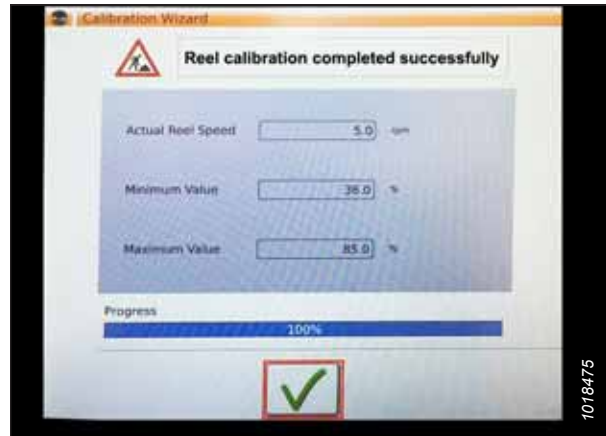 Calibration Wizard
Reel calibration completed successfully
Actual Reel Speed 5.0 rpm
Minimum Value 36.0 %
Maximum Value 85.0 %
Progress
100%
1018475